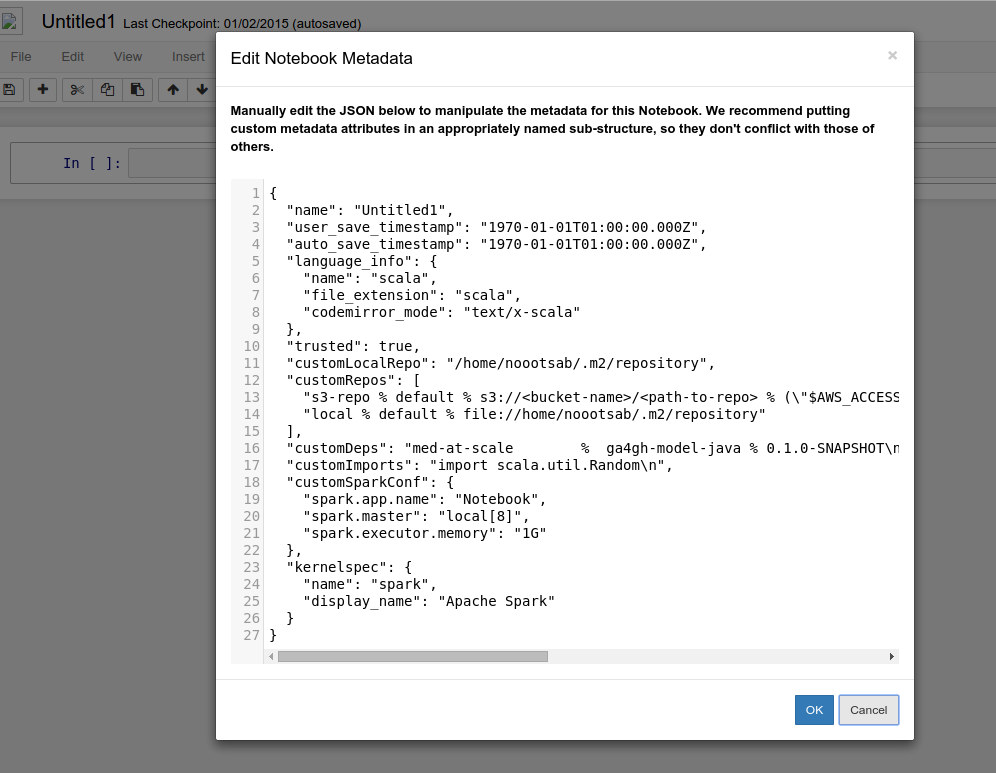 Untitled1 Last Checkpoint: 01/02/2015 (autosaved)
File Edit View Insert
In [ ]:
Edit Notebook Metadata ×
Manually edit the JSON below to manipulate the metadata for this Notebook. We recommend putting
custom metadata attributes in an appropriately named sub-structure, so they don't conflict with those of
others.
1 {
2   "name": "Untitled1",
3   "user_save_timestamp": "1970-01-01T01:00:00.000Z",
4   "auto_save_timestamp": "1970-01-01T01:00:00.000Z",
5   "language_info": {
6     "name": "scala",
7     "file_extension": "scala",
8     "codemirror_mode": "text/x-scala"
9   },
10   "trusted": true,
11   "customLocalRepo": "/home/noootsab/.m2/repository",
12   "customRepos": [
13     "s3-repo % default % s3://<bucket-name>/<path-to-repo> % (\"$AWS_ACCESS
14     "local % default % file://home/noootsab/.m2/repository"
15   ],
16   "customDeps": "med-at-scale        %  ga4gh-model-java % 0.1.0-SNAPSHOT\n
17   "customImports": "import scala.util.Random\n",
18   "customSparkConf": {
19     "spark.app.name": "Notebook",
20     "spark.master": "local[8]",
21     "spark.executor.memory": "1G"
22   },
23   "kernelspec": {
24     "name": "spark",
25     "display_name": "Apache Spark"
26   }
27 }
OK Cancel